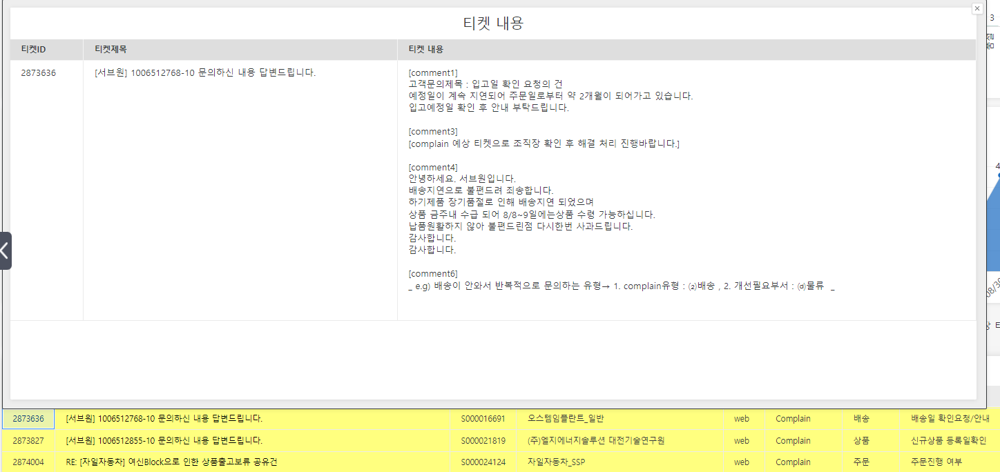 티켓 내용
티켓ID 티켓제목 티켓 내용
2873636 [서브원] 1006512768-10 문의하신 내용 답변드립니다.
[comment1]
고객문의제목 : 입고일 확인 요청의 건
예정일이 계속 지연되어 주문일로부터 약 2개월이 되어가고 있습니다.
입고예정일 확인 후 안내 부탁드립니다.
[comment3]
[complain 예상 티켓으로 조직장 확인 후 해결 처리 진행바랍니다.]
[comment4]
안녕하세요. 서브원입니다.
배송지연으로 불편드려 죄송합니다.
하기제품 장기품절로 인해 배송지연 되었으며
상품 금주내 수급 되어 8/8~9일에는상품 수령 가능하십니다.
납품원활하지 않아 불편드린점 다시한번 사과드립니다.
감사합니다.
감사합니다.
[comment6]
_ e.g) 배송이 안와서 반복적으로 문의하는 유형→ 1. complain유형 : ⑵배송 , 2. 개선필요부서 : ⒟물류 _
3
4
08/30
2873636 [서브원] 1006512768-10 문의하신 내용 답변드립니다. S000016691 오스템임플란트_일반 web Complain 배송 배송일 확인요청/안내
2873827 [서브원] 1006512855-10 문의하신 내용 답변드립니다. S000021819 (주)엘지에너지솔루션 대전기술연구원 web Complain 상품 신규상품 등록일확인
2874004 RE: [자일자동차] 여신Block으로 인한 상품출고보류 공유건 S000024124 자일자동차_SSP web Complain 주문 주문진행 여부